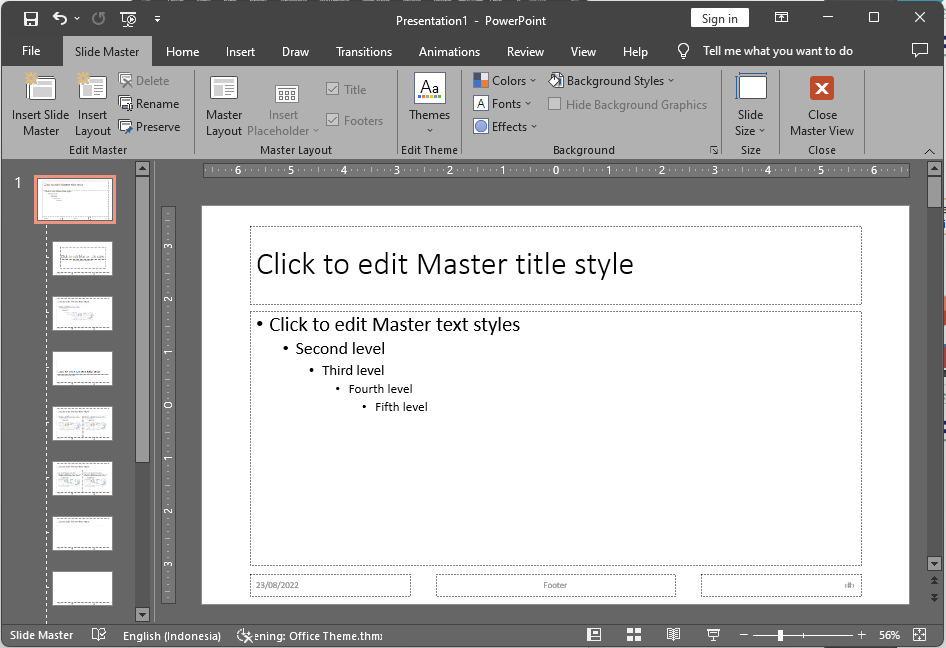 Presentation1 - PowerPoint
Sign in
File Slide Master Home Insert Draw Transitions Animations Review View Help Tell me what you want to do
Insert Slide Master
Insert Layout
Delete
Rename
Preserve
Edit Master
Master Layout
Insert Placeholder
Title
Footers
Master Layout
Aa
Themes
Edit Theme
Colors
A Fonts
Effects
Background Styles
Hide Background Graphics
Background
Slide Size
Size
Close Master View
Close
6 5 4 3 2 1 0 1 2 3 4 5 6
1
3
2
1
0
1
2
3
Click to edit Master title style
• Click to edit Master text styles
• Second level
• Third level
• Fourth level
• Fifth level
23/08/2022 Footer ‹#›
Slide Master English (Indonesia) ening: Office Theme.thm 56%